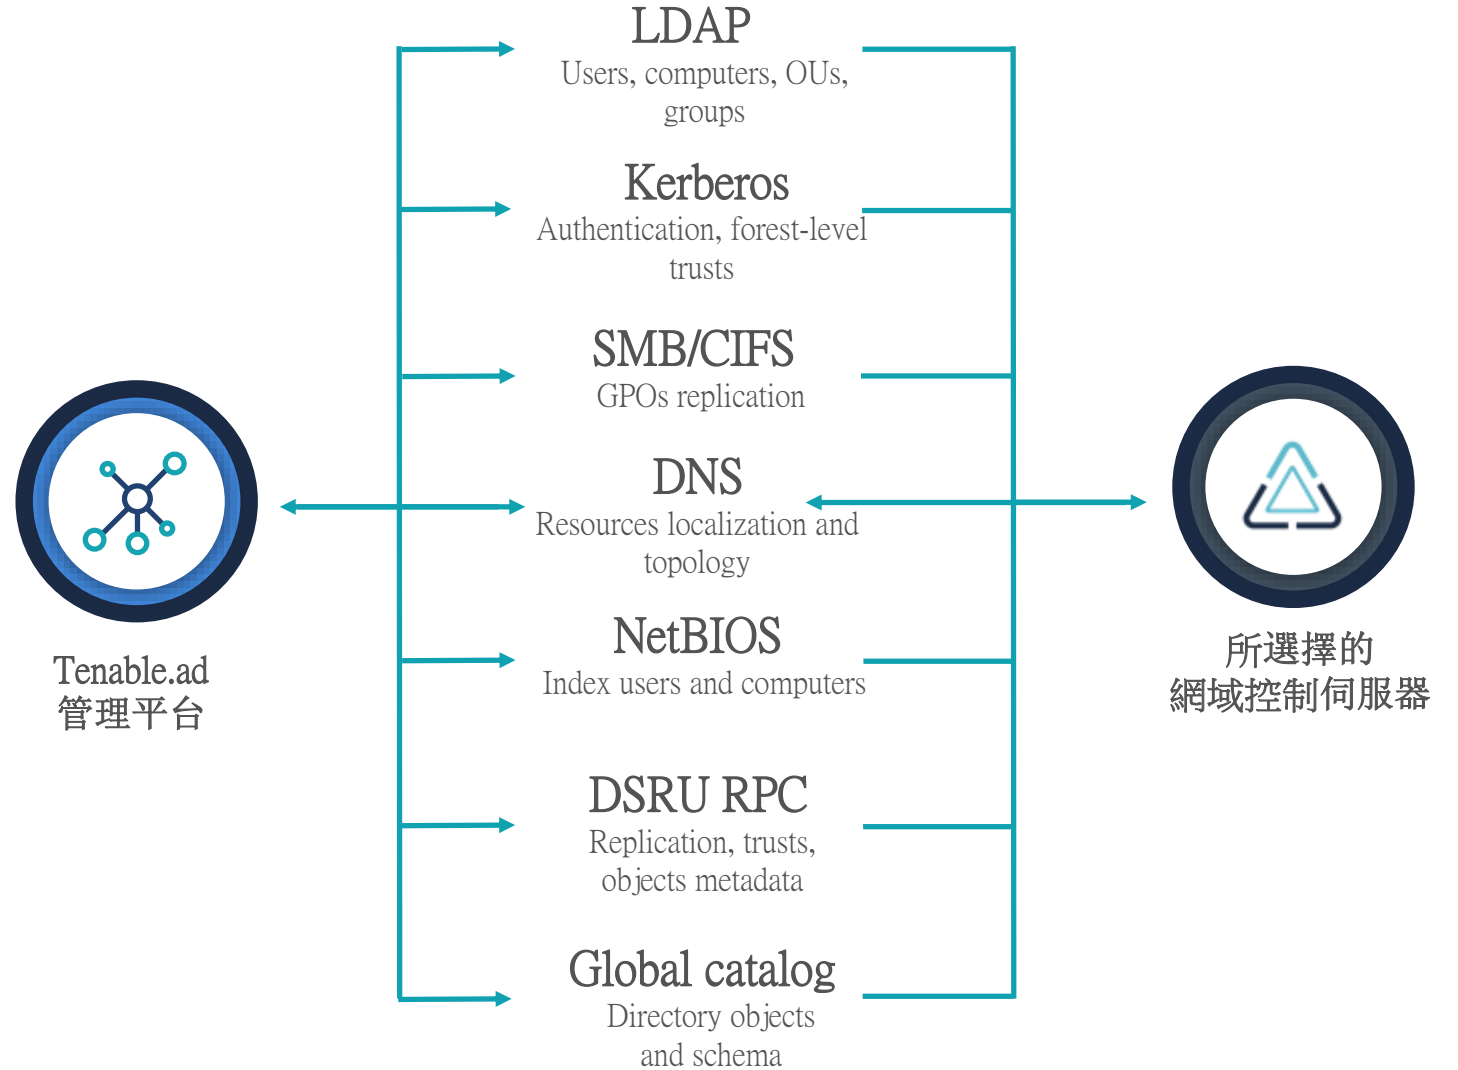 LDAP
Users, computers, OUs,
groups
Kerberos
Authentication, forest-level
trusts
SMB/CIFS
GPOs replication
DNS
Resources localization and
topology
NetBIOS
Index users and computers
DSRU RPC
Replication, trusts,
objects metadata
Global catalog
Directory objects
and schema
Tenable.ad
管理平台
所選擇的
網域控制伺服器